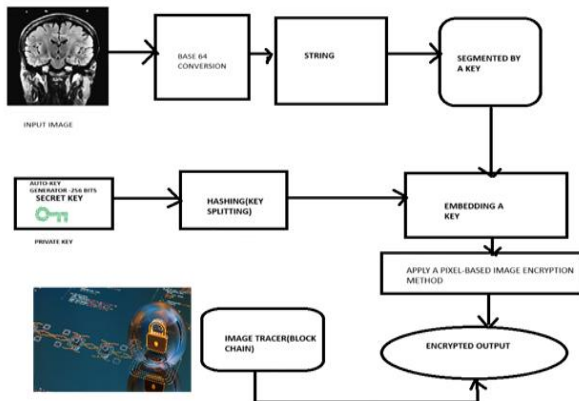 BASE 64
CONVERSION
STRING
SEGMENTED BY
A KEY
INPUT IMAGE
AUTO-KEY
GENERATOR -256 BITS
SECRET KEY
HASHING(KEY
SPLITTING)
EMBEDDING A
KEY
PRIVATE KEY
APPLY A PIXEL-BASED IMAGE ENCRYPTION
METHOD
IMAGE TRACER(BLOCK
CHAIN)
ENCRYPTED OUTPUT